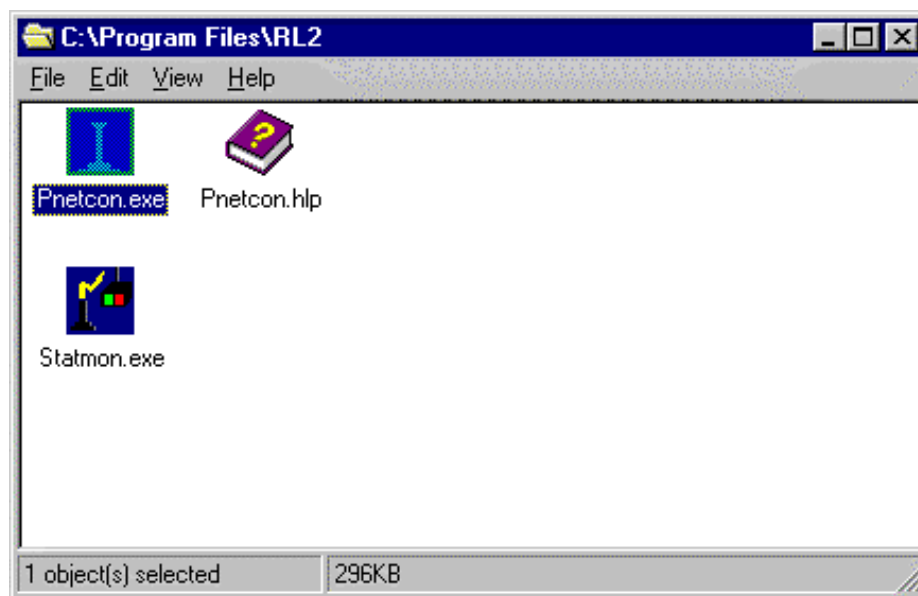 C:\Program Files\RL2
File Edit View Help
Pnetcon.exe Pnetcon.hlp
Statmon.exe
1 object(s) selected 296KB